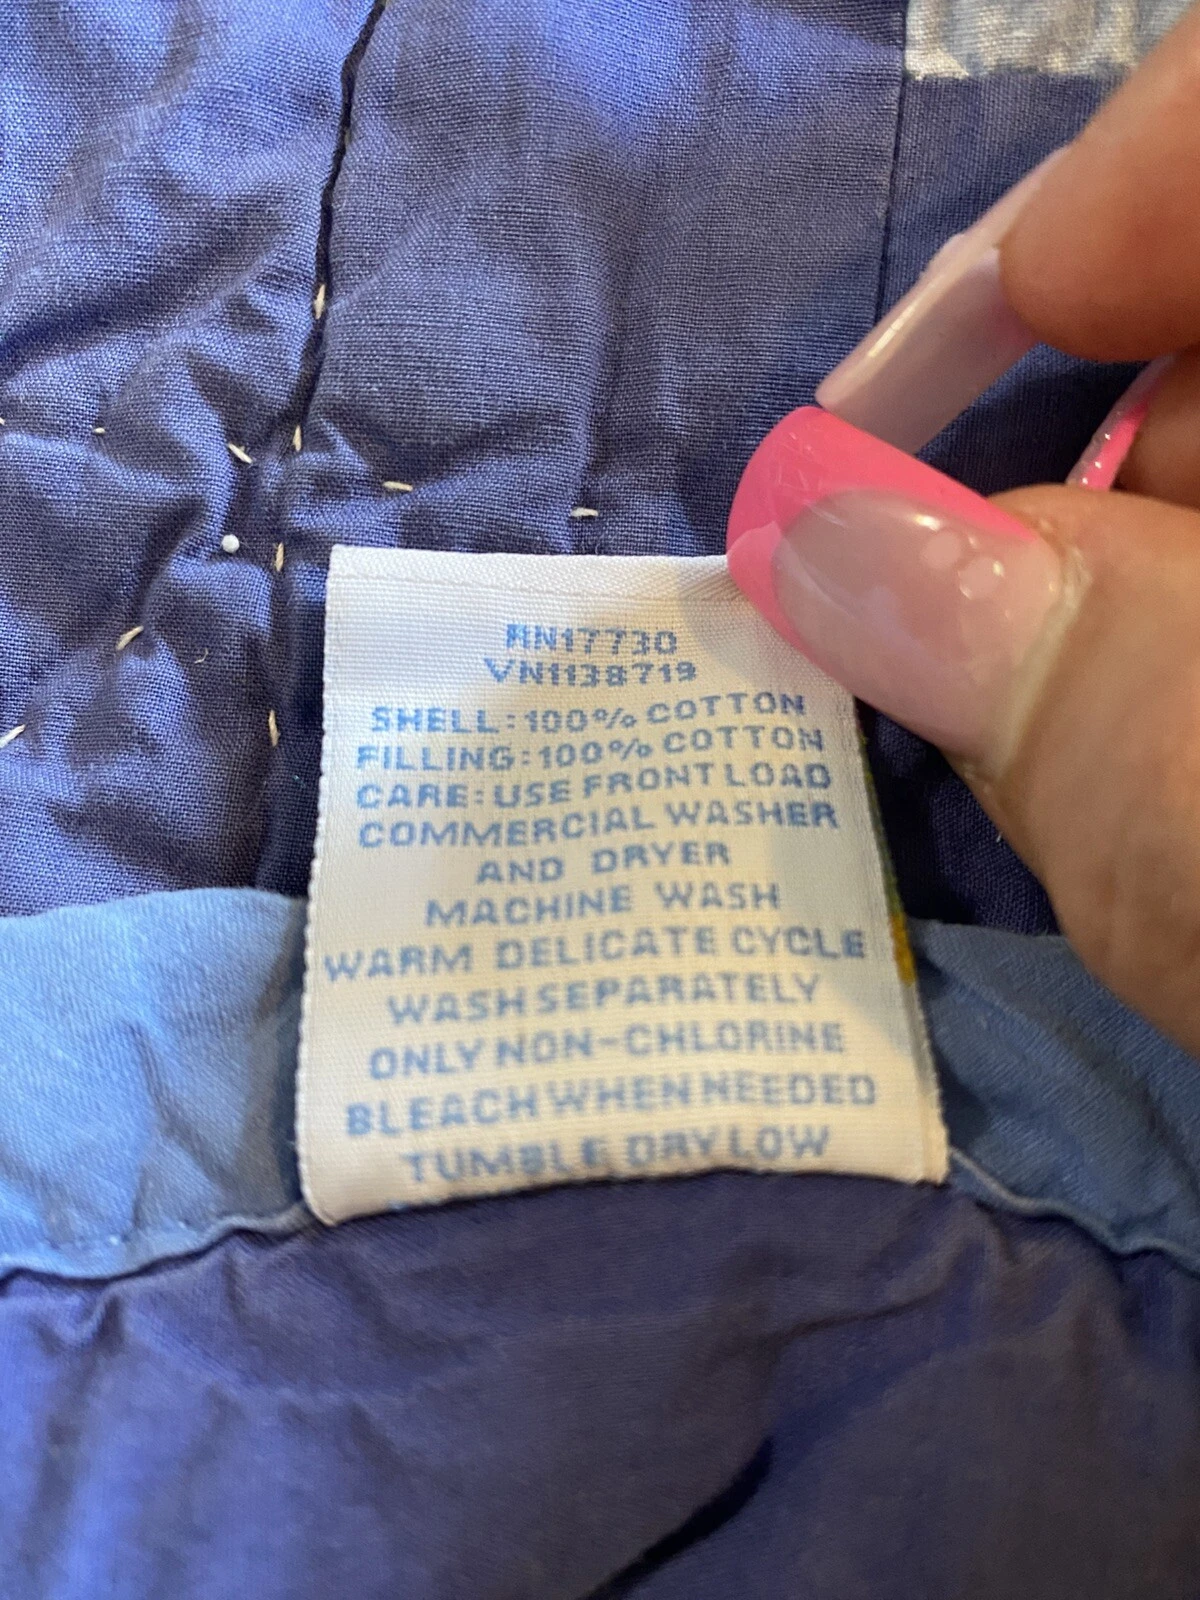 RN17730
VN1138719
SHELL:100% COTTON
FILLING:100% COTTON
CARE:USE FRONT LOAD
COMMERCIAL WASHER
AND DRYER
MACHINE WASH
WARM DELICATE CYCLE
WASH SEPARATELY
ONLY NON-CHLORINE
BLEACH WHEN NEEDED
TUMBLE DRY LOW